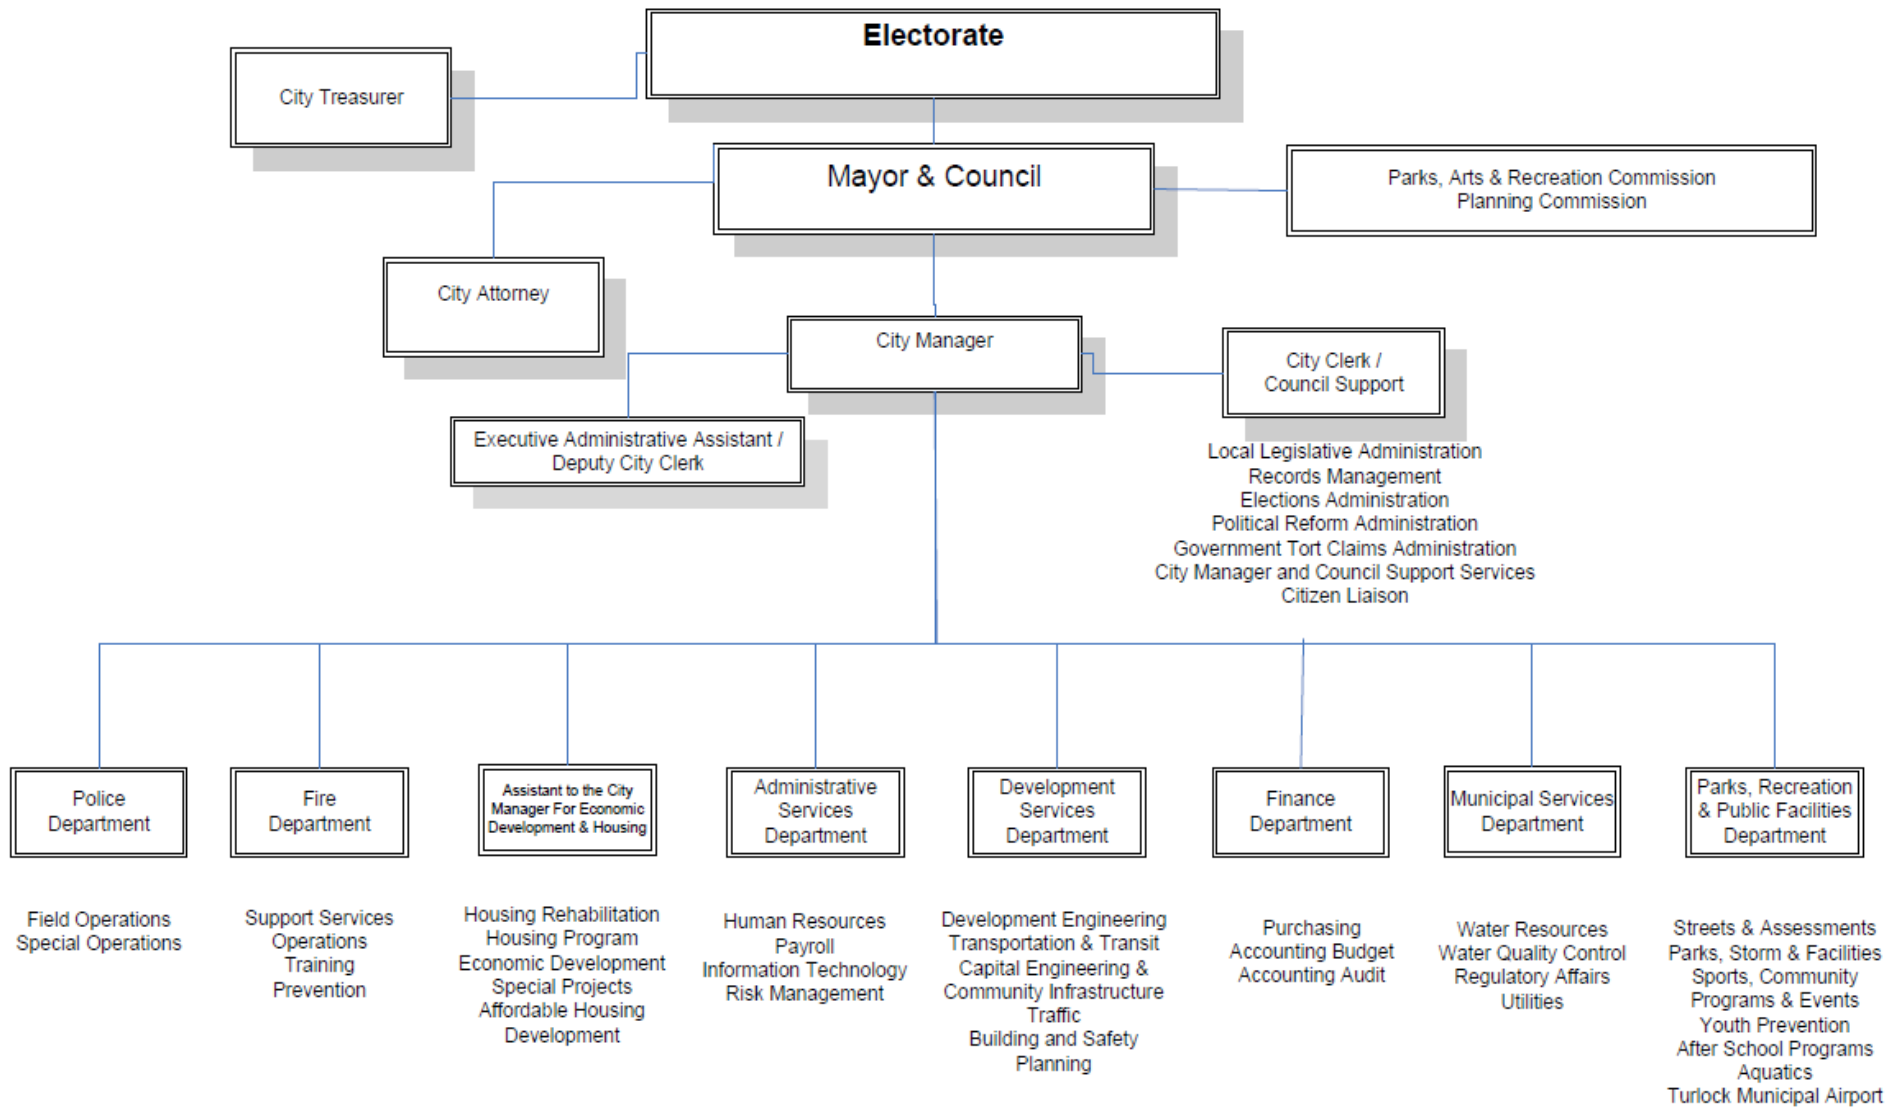 Electorate
City Treasurer
Mayor & Council
Parks, Arts & Recreation Commission
Planning Commission
City Attorney
City Manager
City Clerk /
Council Support
Executive Administrative Assistant /
Deputy City Clerk
Local Legislative Administration
Records Management
Elections Administration
Political Reform Administration
Government Tort Claims Administration
City Manager and Council Support Services
Citizen Liaison
Police
Department
Fire
Department
Assistant to the City
Manager For Economic
Development & Housing
Administrative
Services
Department
Development
Services
Department
Finance
Department
Municipal Services
Department
Parks, Recreation
& Public Facilities
Department
Field Operations
Special Operations
Support Services
Operations
Training
Prevention
Housing Rehabilitation
Housing Program
Economic Development
Special Projects
Affordable Housing
Development
Human Resources
Payroll
Information Technology
Risk Management
Development Engineering
Transportation & Transit
Capital Engineering &
Community Infrastructure
Traffic
Building and Safety
Planning
Purchasing
Accounting Budget
Accounting Audit
Water Resources
Water Quality Control
Regulatory Affairs
Utilities
Streets & Assessments
Parks, Storm & Facilities
Sports, Community
Programs & Events
Youth Prevention
After School Programs
Aquatics
Turlock Municipal Airport